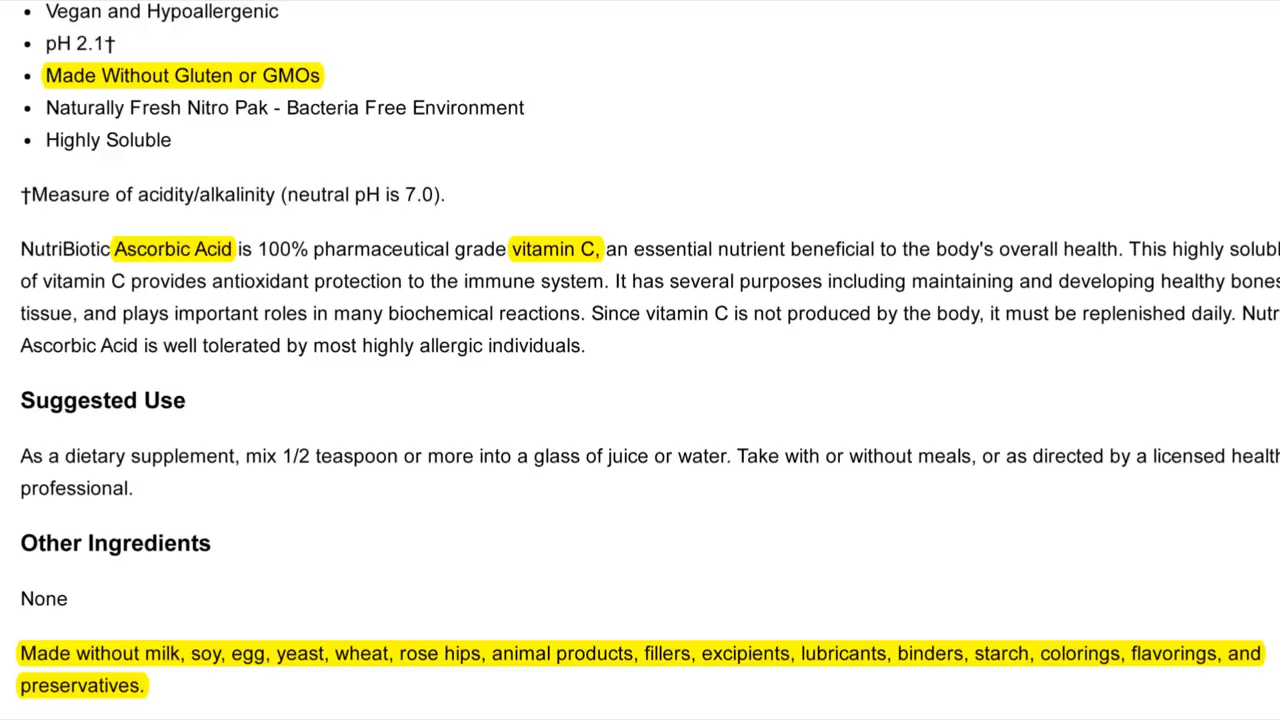 Vegan and Hypoallergenic
pH 2.1†
Made Without Gluten or GMOs
Naturally Fresh Nitro Pak - Bacteria Free Environment
Highly Soluble
†Measure of acidity/alkalinity (neutral pH is 7.0).
NutriBiotic Ascorbic Acid is 100% pharmaceutical grade vitamin C, an essential nutrient beneficial to the body's overall health. This highly
of vitamin C provides antioxidant protection to the immune system. It has several purposes including maintaining and developing healthy
tissue, and plays important roles in many biochemical reactions. Since vitamin C is not produced by the body, it must be replenished daily.
Ascorbic Acid is well tolerated by most highly allergic individuals.
Suggested Use
As a dietary supplement, mix 1/2 teaspoon or more into a glass of juice or water. Take with or without meals, or as directed by a licensed
professional.
Other Ingredients
None
Made without milk, soy, egg, yeast, wheat, rose hips, animal products, fillers, excipients, lubricants, binders, starch, colorings, flavorings, and
preservatives.